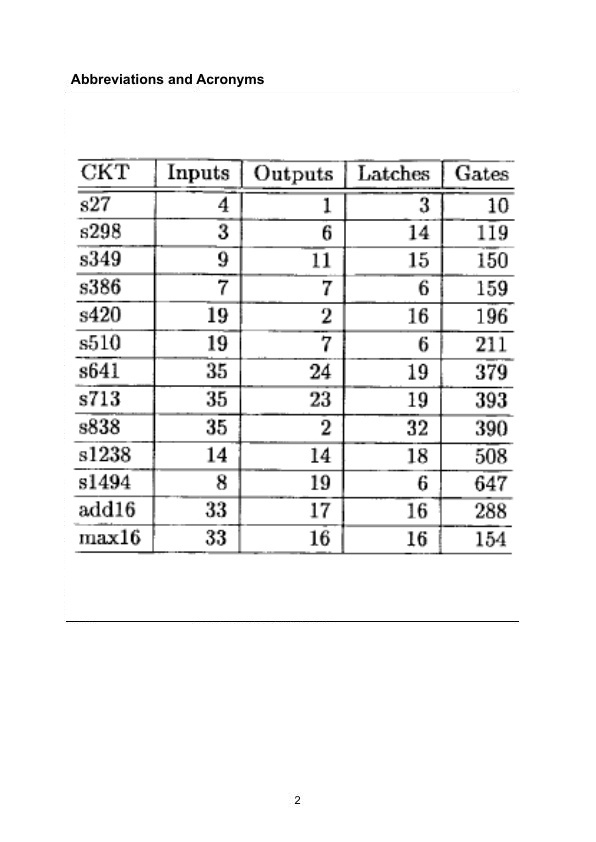 Abbreviations and Acronyms
CKT Inputs Outputs Latches Gates
s27 4 1 3 10
s298 3 6 14 119
s349 9 11 15 150
s386 7 7 6 159
s420 19 2 16 196
s510 19 7 6 211
s641 35 24 19 379
s713 35 23 19 393
s838 35 2 32 390
s1238 14 14 18 508
s1494 8 19 6 647
add16 33 17 16 288
max16 33 16 16 154
2